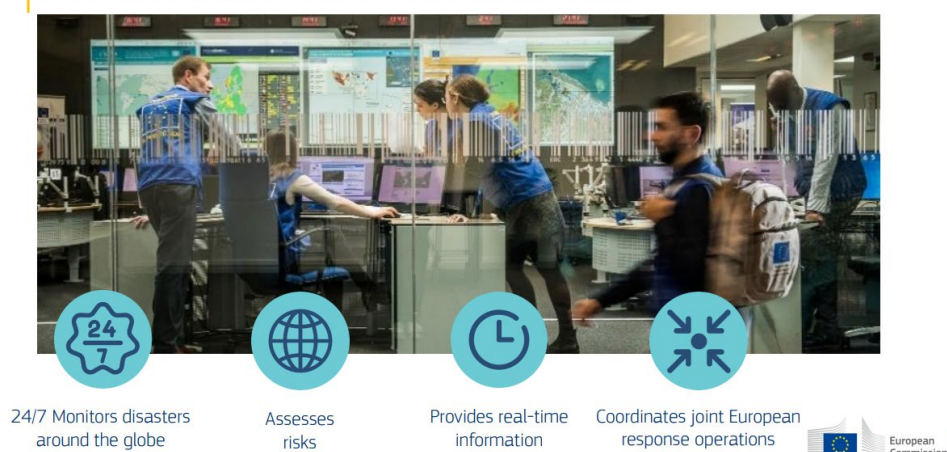 24
7
24/7 Monitors disasters
around the globe
Assesses
risks
Provides real-time
information
Coordinates joint European
response operations
European
Commission